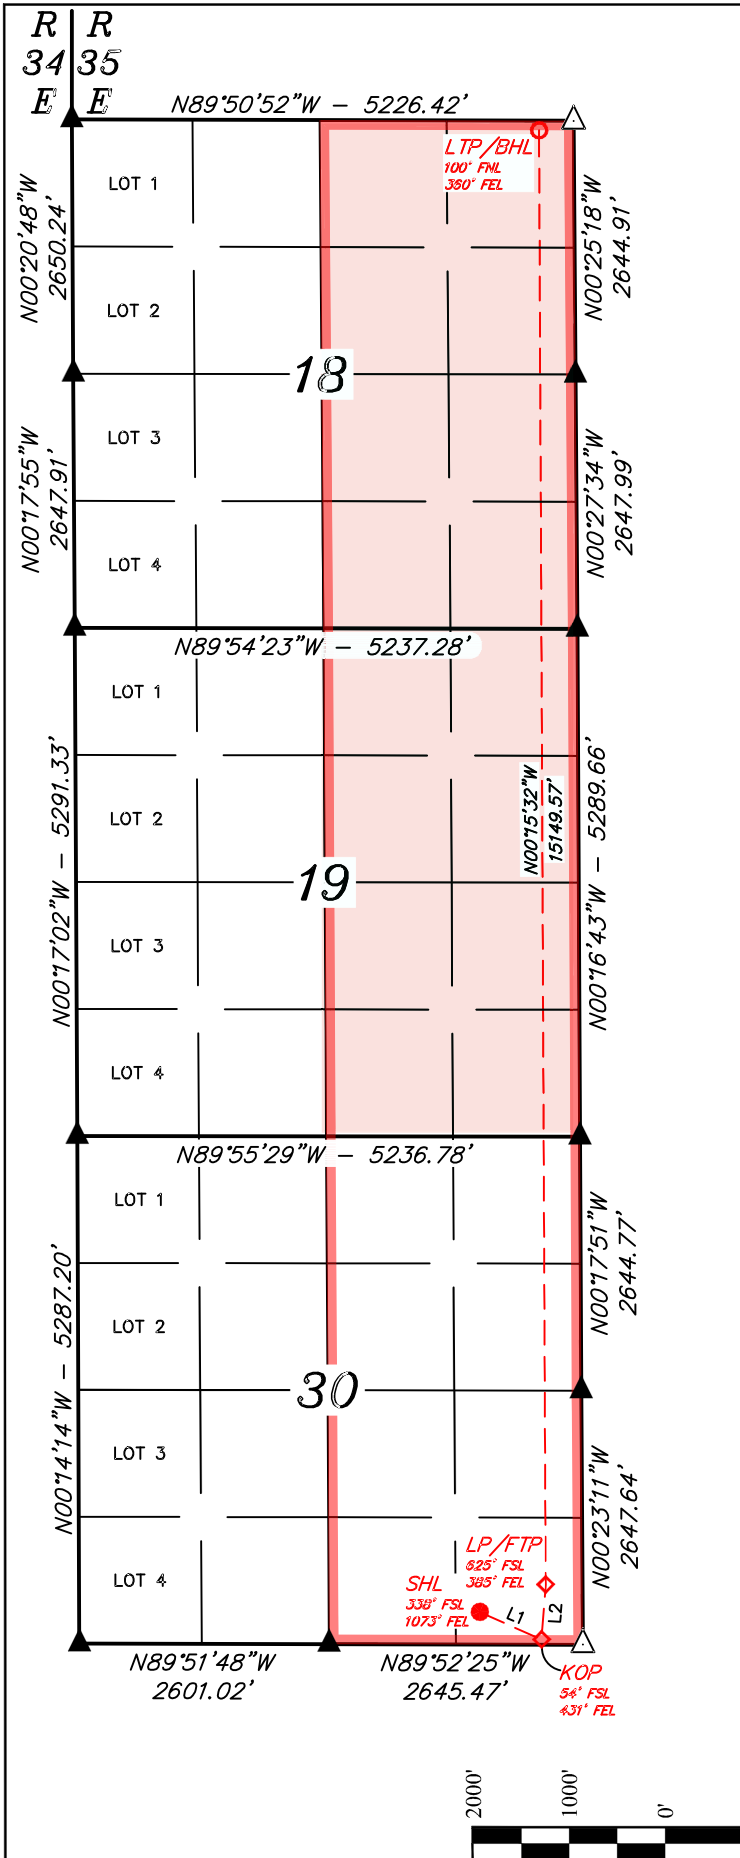 R R
34 35
E E
N89°50'52"W - 5226.42'
LTP/BHL
100' FNL
360' FEL
LOT 1
N00°20'48"W
2650.24'
N00°25'18"W
2644.91'
LOT 2
18
LOT 3
N00°17'55"W
2647.91'
N00°27'34"W
2647.99'
LOT 4
N89°54'23"W - 5237.28'
LOT 1
N00°17'02"W - 5291.33'
N00°15'32"W
15149.57'
N00°16'43"W - 5289.66'
LOT 2
19
LOT 3
LOT 4
N89°55'29"W - 5236.78'
LOT 1
N00°17'51"W
2644.77'
N00°14'14"W - 5287.20'
LOT 2
30
LOT 3
N00°23'11"W
2647.64'
LOT 4
LP/FTP
625' FSL
385' FEL
SHL
338' FSL
1073' FEL
L1
L2
N89°51'48"W
2601.02'
N89°52'25"W
2645.47'
KOP
54' FSL
431' FEL
2000'
1000'
0'